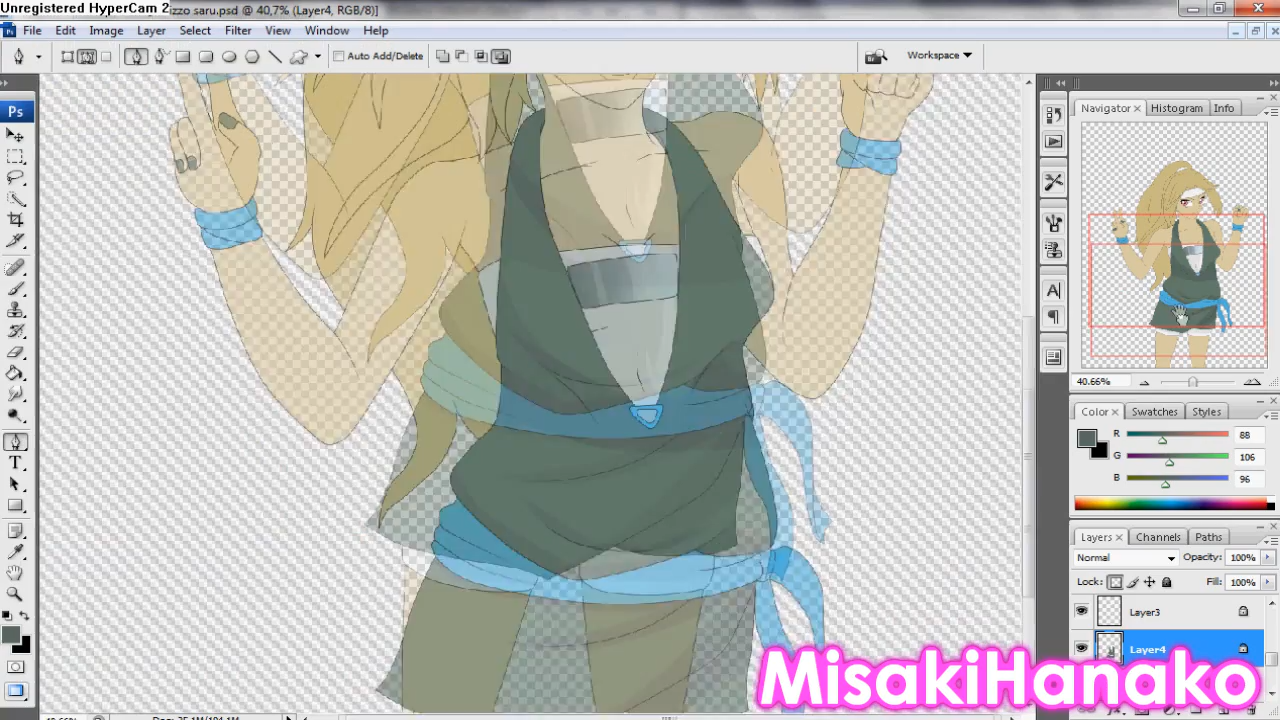 Unregistered HyperCam 2
izzo saru.psd @ 40,7% (Layer4, RGB/8)]
File Edit Image Layer Select Filter View Window Help
Auto Add/Delete
Workspace
Ps
Navigator × Histogram Info
40.66%
Color × Swatches Styles
R 88
G 106
B 96
Layers × Channels Paths
Normal Opacity: 100%
Lock: Fill: 100%
Layer3
Layer4
MisakiHanako